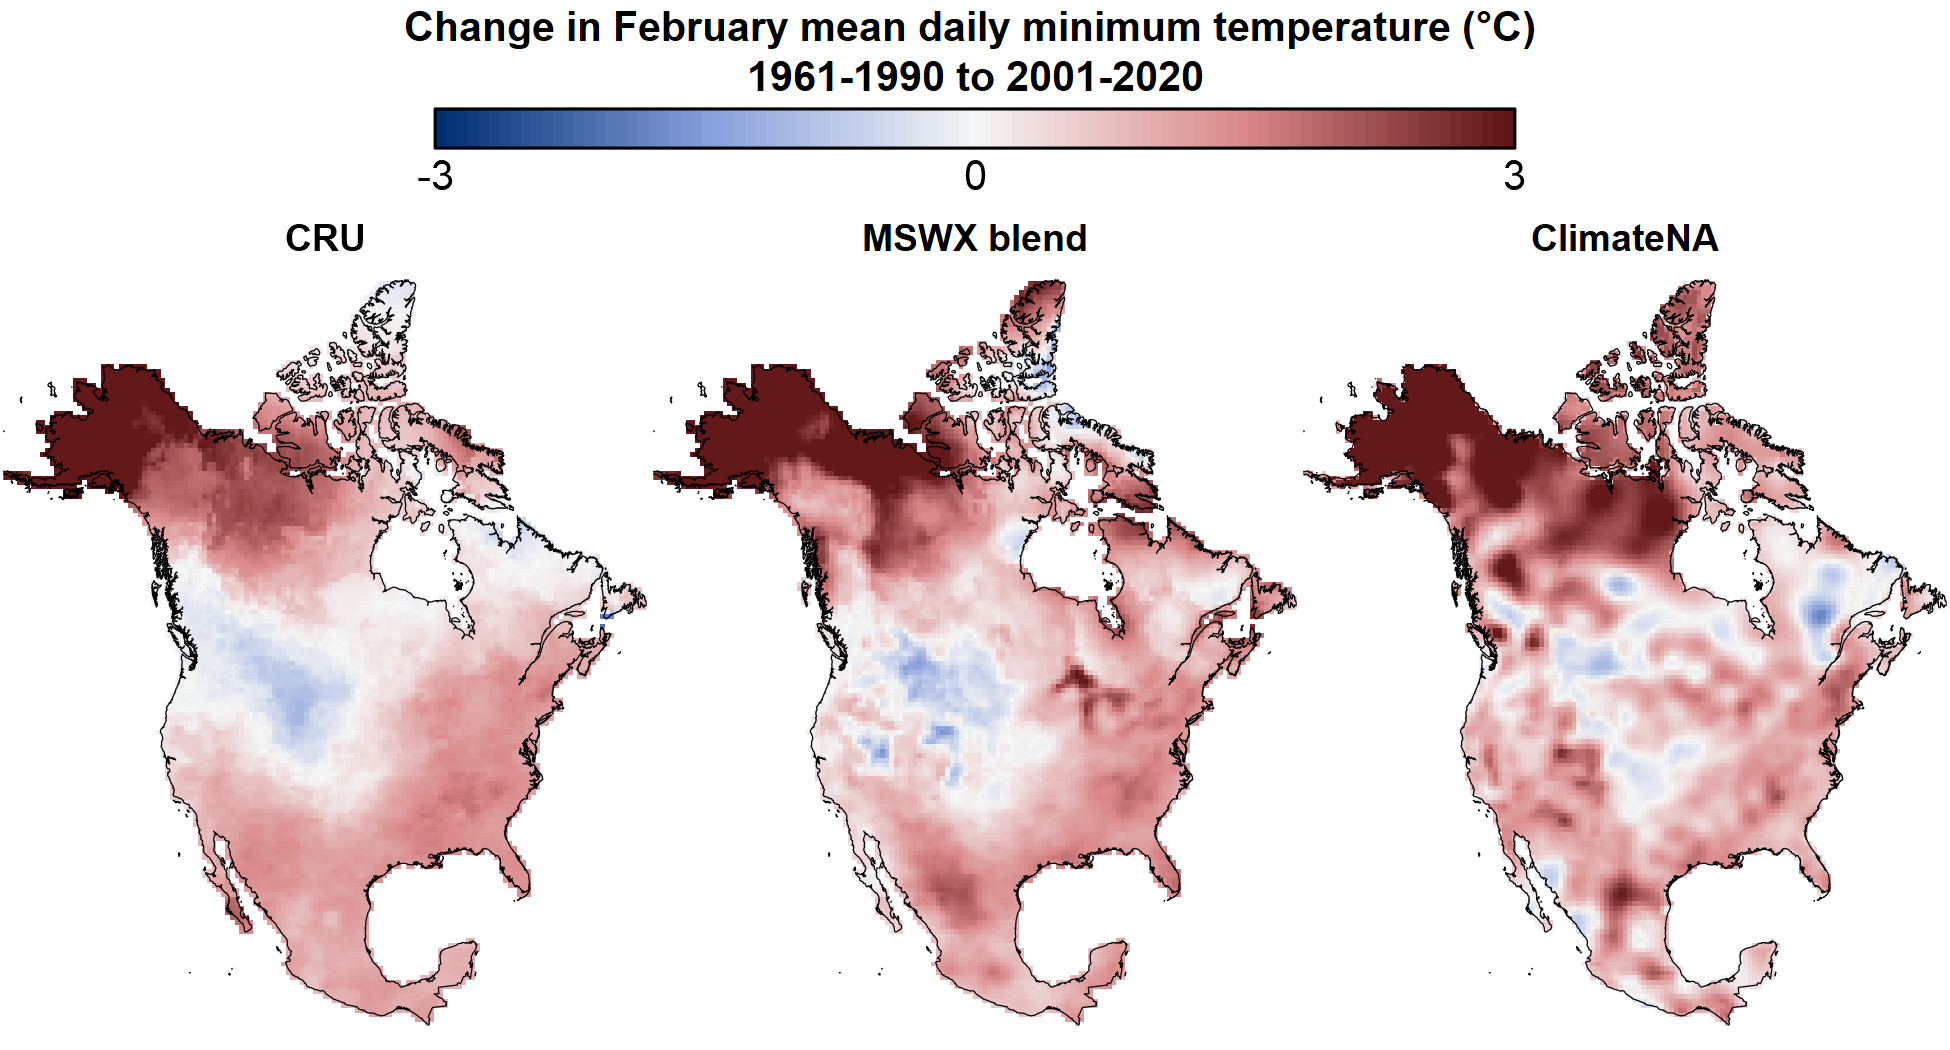 Change in February mean daily minimum temperature (°C)
1961-1990 to 2001-2020
-3 0 3
CRU MSWX blend ClimateNA